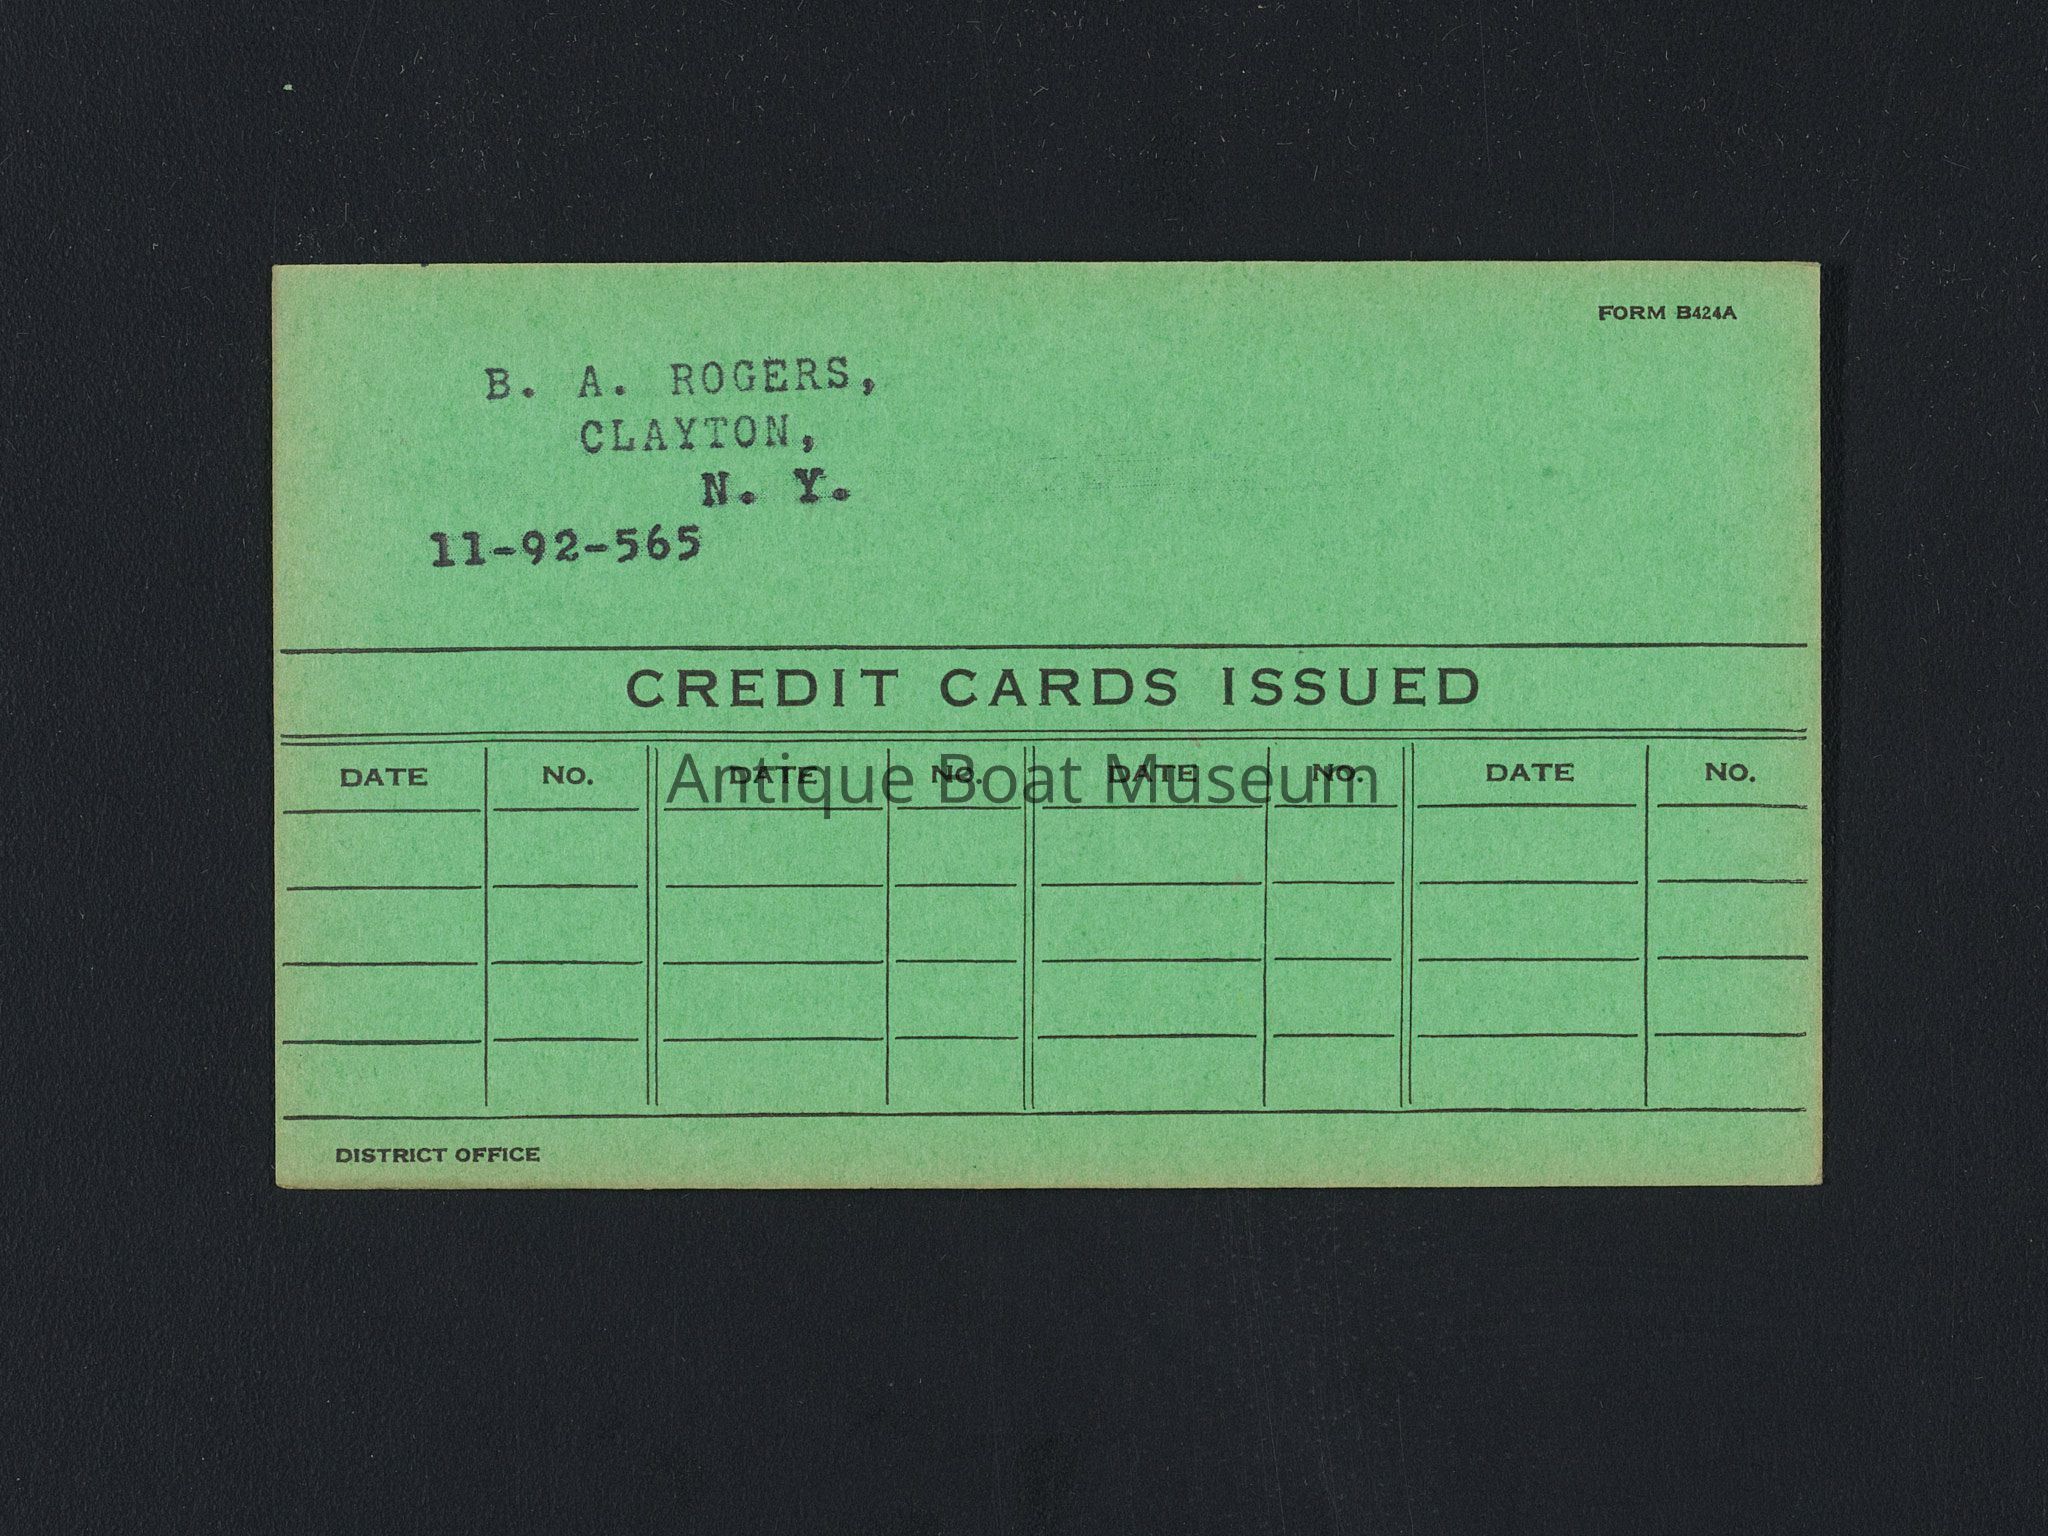 FORM B424A
B. A. ROGERS,
CLAYTON,
N. Y.
11-92-565
CREDIT CARDS ISSUED
DATE NO. DATE NO. DATE NO. DATE NO.
Antique Boat Museum
DISTRICT OFFICE